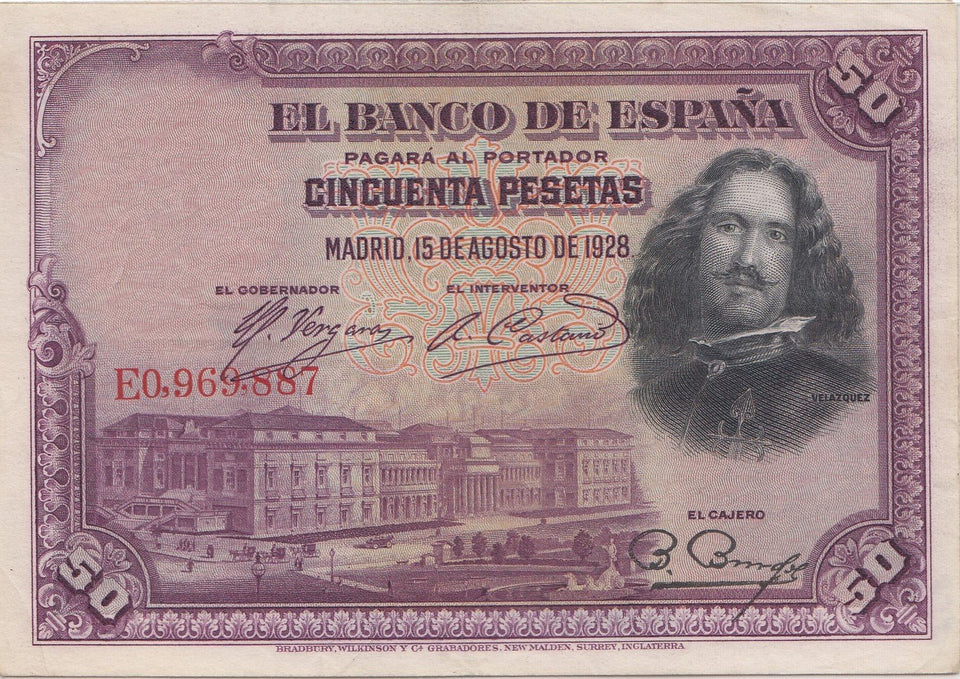 50
EL BANCO DE ESPAÑA
PAGARÁ AL PORTADOR
CINCUENTA PESETAS
MADRID, 15 DE AGOSTO DE 1928.
EL GOBERNADOR EL INTERVENTOR
E0,969,887
VELAZQUEZ
EL CAJERO
50 50
BRADBURY, WILKINSON Y Cª GRABADORES, NEW MALDEN, SURREY, INGLATERRA